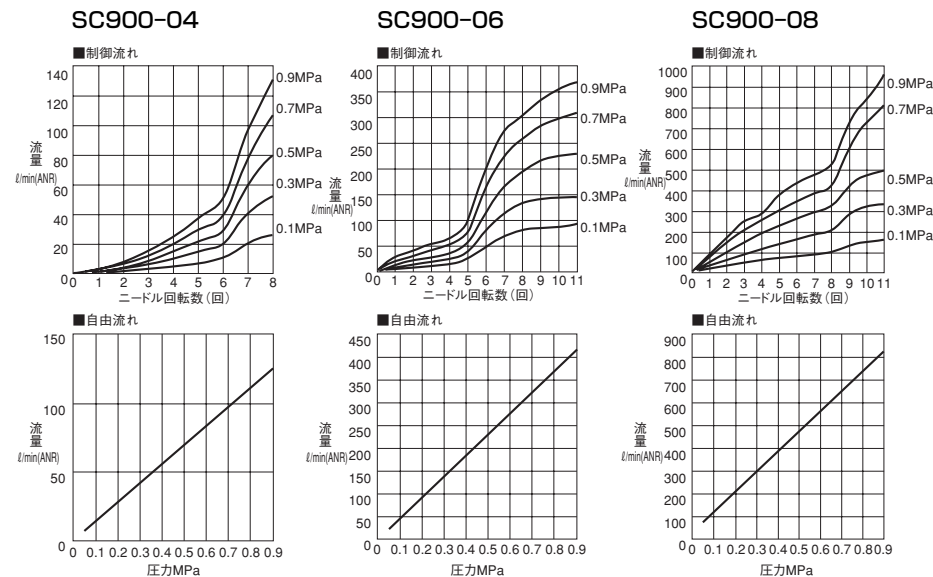 SC900-04
■制御流れ
140
120
100
80
60
40
20
0
流量
ℓ/min(ANR)
0.9MPa
0.7MPa
0.5MPa
0.3MPa
0.1MPa
0 1 2 3 4 5 6 7 8
ニードル回転数(回)
SC900-06
■制御流れ
400
350
300
250
200
150
100
50
0
流量
ℓ/min(ANR)
0.9MPa
0.7MPa
0.5MPa
0.3MPa
0.1MPa
0 1 2 3 4 5 6 7 8 9 10 11
ニードル回転数(回)
SC900-08
■制御流れ
1000
900
800
700
600
500
400
300
200
100
0
流量
ℓ/min(ANR)
0.9MPa
0.7MPa
0.5MPa
0.3MPa
0.1MPa
0 1 2 3 4 5 6 7 8 9 10 11
ニードル回転数(回)
■自由流れ
150
100
50
0
流量
ℓ/min(ANR)
0 0.1 0.2 0.3 0.4 0.5 0.6 0.7 0.8 0.9
圧力MPa
■自由流れ
450
400
350
300
250
200
150
100
50
0
流量
ℓ/min(ANR)
0 0.1 0.2 0.3 0.4 0.5 0.6 0.7 0.8 0.9
圧力MPa
■自由流れ
900
800
700
600
500
400
300
200
100
0
流量
ℓ/min(ANR)
0 0.1 0.2 0.3 0.4 0.5 0.6 0.7 0.8 0.9
圧力MPa